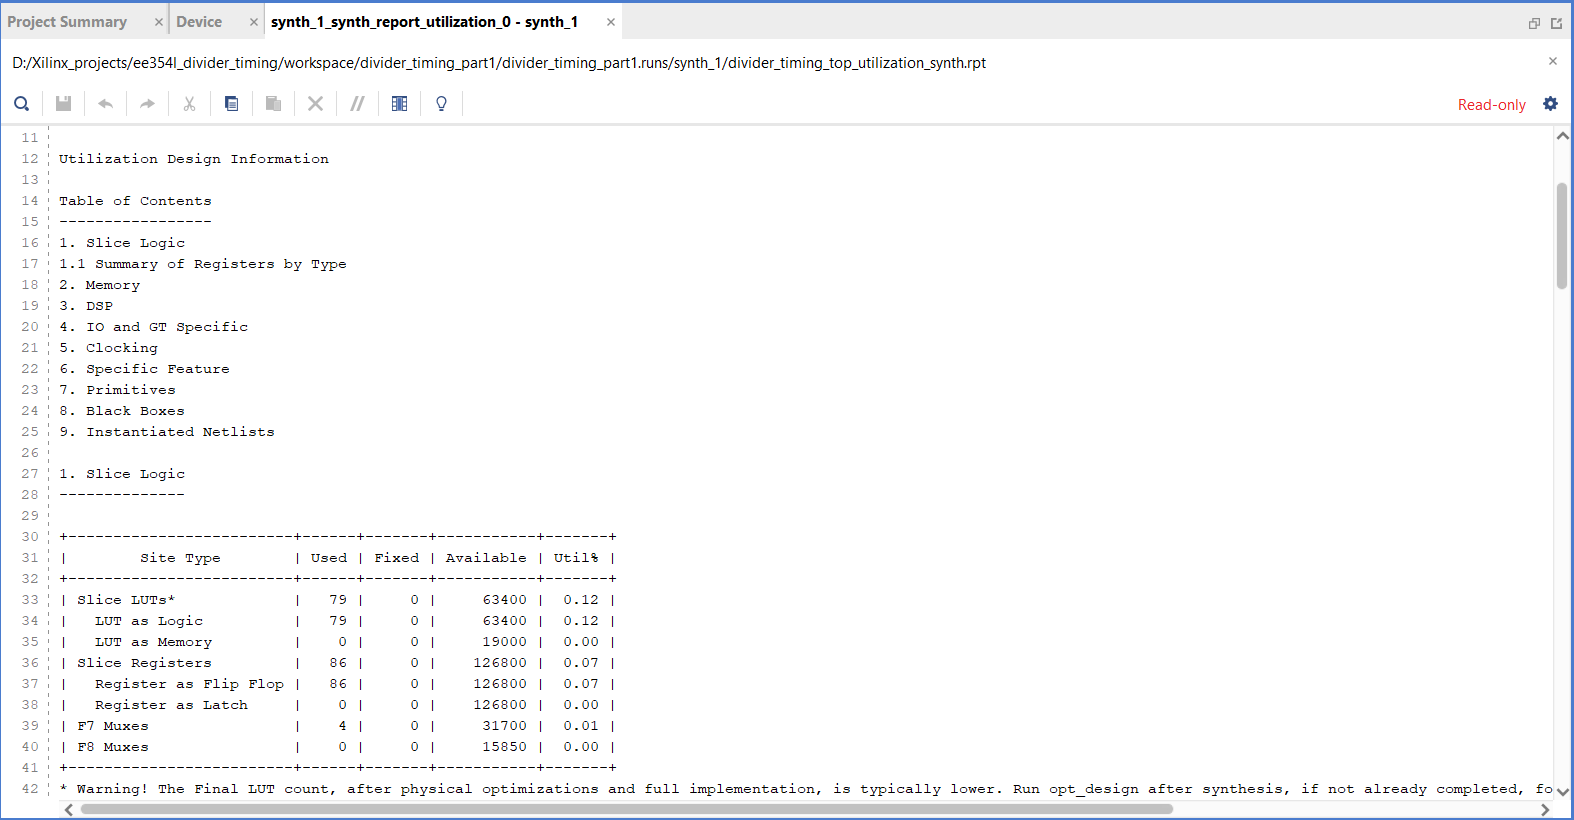 Project Summary × Device × synth_1_synth_report_utilization_0 - synth_1 ×
D:/Xilinx_projects/ee354l_divider_timing/workspace/divider_timing_part1/divider_timing_part1.runs/synth_1/divider_timing_top_utilization_synth.rpt
Read-only
11
12 Utilization Design Information
13
14 Table of Contents
15 -----------------
16 1. Slice Logic
17 1.1 Summary of Registers by Type
18 2. Memory
19 3. DSP
20 4. IO and GT Specific
21 5. Clocking
22 6. Specific Feature
23 7. Primitives
24 8. Black Boxes
25 9. Instantiated Netlists
26
27 1. Slice Logic
28 --------------
29
30 +-------------------------+------+-------+-----------+-------+
31 |        Site Type        | Used | Fixed | Available | Util% |
32 +-------------------------+------+-------+-----------+-------+
33 | Slice LUTs*             |   79 |     0 |     63400 |  0.12 |
34 |   LUT as Logic          |   79 |     0 |     63400 |  0.12 |
35 |   LUT as Memory         |    0 |     0 |     19000 |  0.00 |
36 | Slice Registers         |   86 |     0 |    126800 |  0.07 |
37 |   Register as Flip Flop |   86 |     0 |    126800 |  0.07 |
38 |   Register as Latch     |    0 |     0 |    126800 |  0.00 |
39 | F7 Muxes                |    4 |     0 |     31700 |  0.01 |
40 | F8 Muxes                |    0 |     0 |     15850 |  0.00 |
41 +-------------------------+------+-------+-----------+-------+
42 * Warning! The Final LUT count, after physical optimizations and full implementation, is typically lower. Run opt_design after synthesis, if not already completed, fo